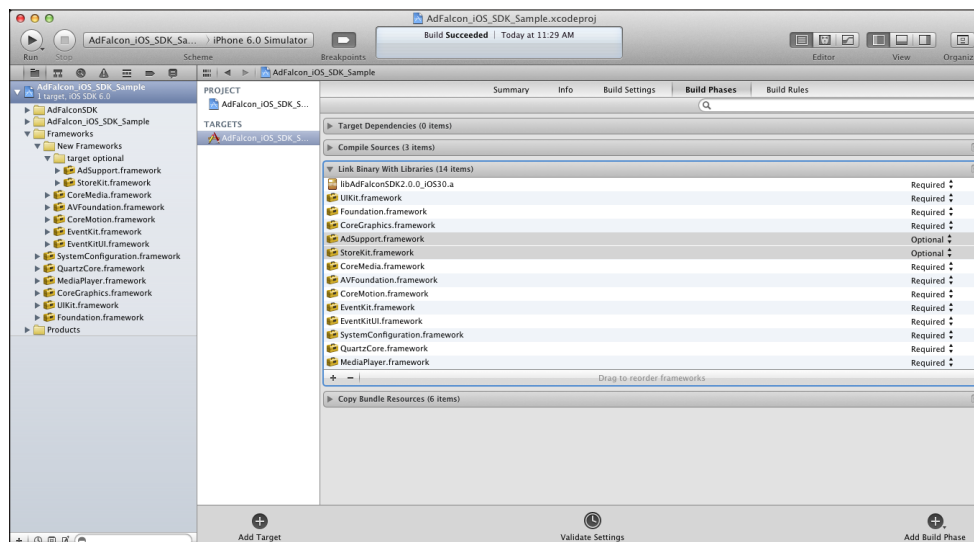 AdFalcon_iOS_SDK_Sample.xcodeproj
AdFalcon_iOS_SDK_Sa... iPhone 6.0 Simulator
Build Succeeded | Today at 11:29 AM
Run Stop Scheme Breakpoints Editor View Organiz
AdFalcon_iOS_SDK_Sample
AdFalcon_iOS_SDK_Sample
1 target, iOS SDK 6.0
AdFalconSDK
AdFalcon_iOS_SDK_Sample
Frameworks
New Frameworks
target optional
AdSupport.framework
StoreKit.framework
CoreMedia.framework
AVFoundation.framework
CoreMotion.framework
EventKit.framework
EventKitUI.framework
SystemConfiguration.framework
QuartzCore.framework
MediaPlayer.framework
CoreGraphics.framework
UIKit.framework
Foundation.framework
Products
PROJECT
AdFalcon_iOS_SDK_S...
TARGETS
AdFalcon_iOS_SDK_S...
Summary Info Build Settings Build Phases Build Rules
Target Dependencies (0 items)
Compile Sources (3 items)
Link Binary With Libraries (14 items)
libAdFalconSDK2.0.0_iOS30.a Required
UIKit.framework Required
Foundation.framework Required
CoreGraphics.framework Required
AdSupport.framework Optional
StoreKit.framework Optional
CoreMedia.framework Required
AVFoundation.framework Required
CoreMotion.framework Required
EventKit.framework Required
EventKitUI.framework Required
SystemConfiguration.framework Required
QuartzCore.framework Required
MediaPlayer.framework Required
+ − Drag to reorder frameworks
Copy Bundle Resources (6 items)
Add Target Validate Settings Add Build Phase